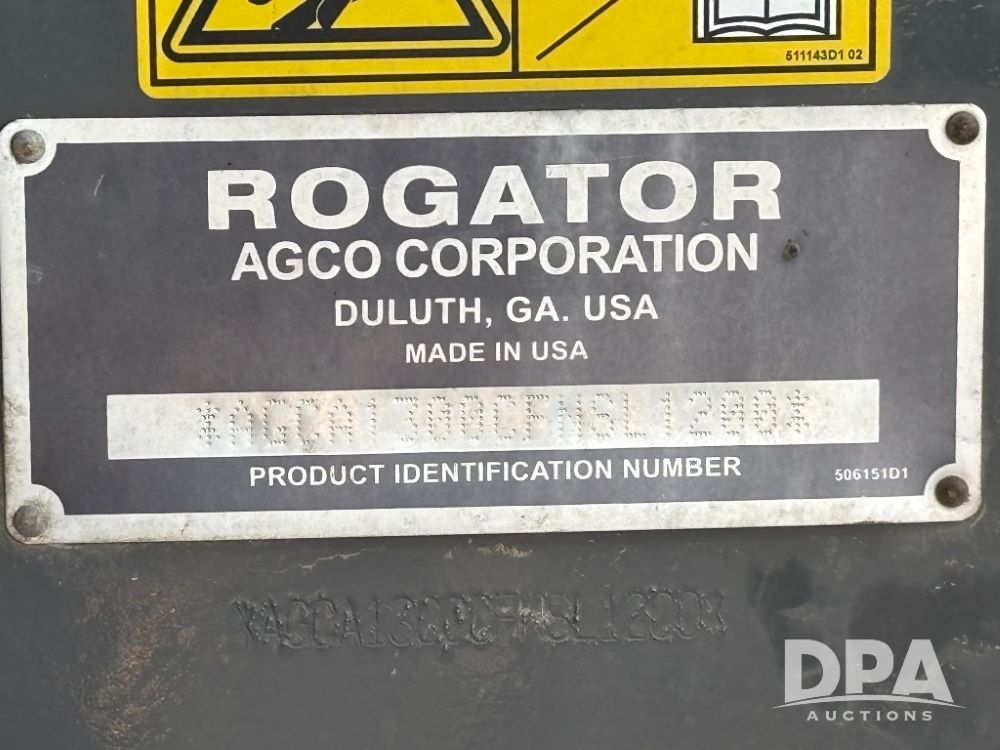 511143D1 02
ROGATOR
AGCO CORPORATION
DULUTH, GA. USA
MADE IN USA
PRODUCT IDENTIFICATION NUMBER
506151D1
DPA
AUCTIONS